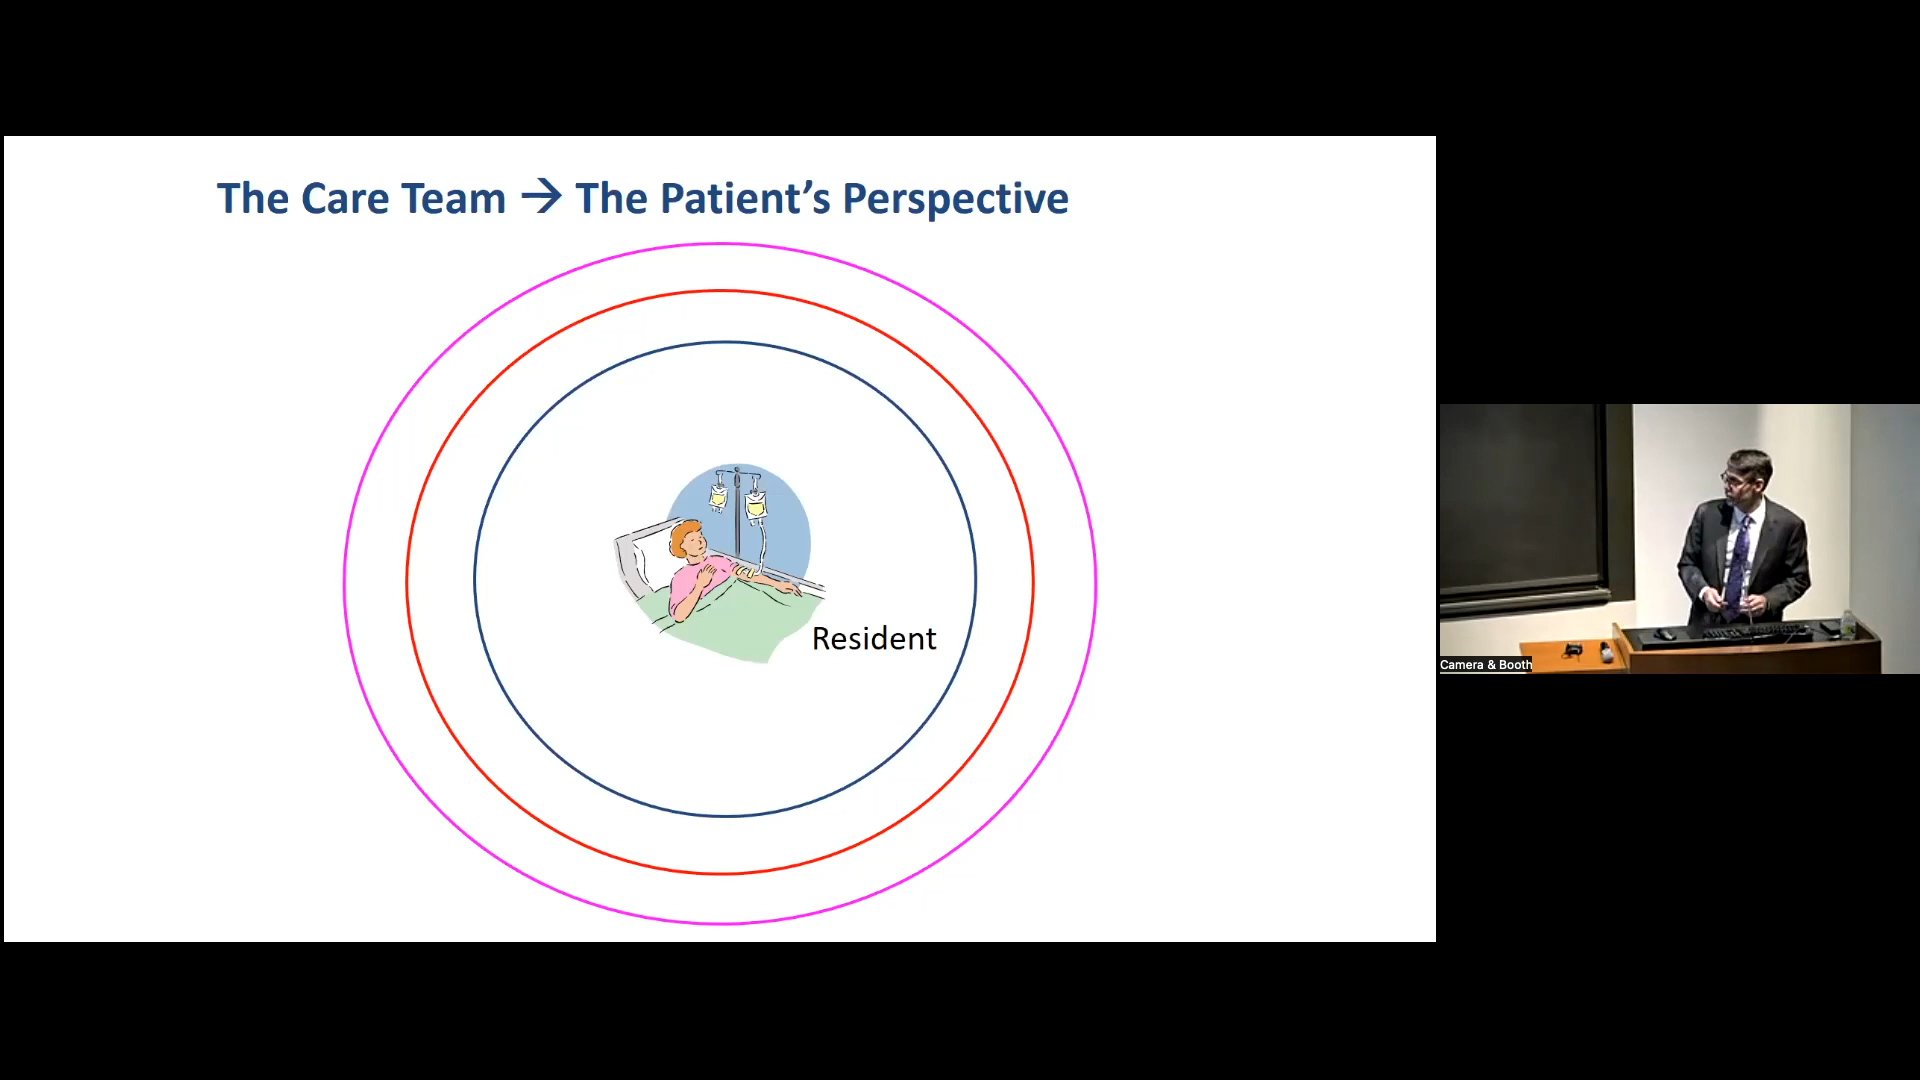 The Care Team → The Patient's Perspective
Resident
Camera & Booth